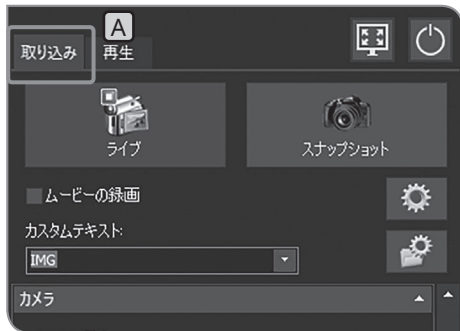 A
取り込み 再生
ライブ スナップショット
ムービーの録画
カスタムテキスト:
IMG
カメラ